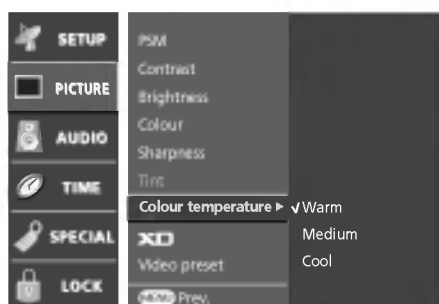 SETUP
PICTURE
AUDIO
TIME
SPECIAL
LOCK
PSM
Contrast
Brightness
Colour
Sharpness
Tint
Colour temperature ▶
XD
Video preset
MENU Prev.
√ Warm
Medium
Cool